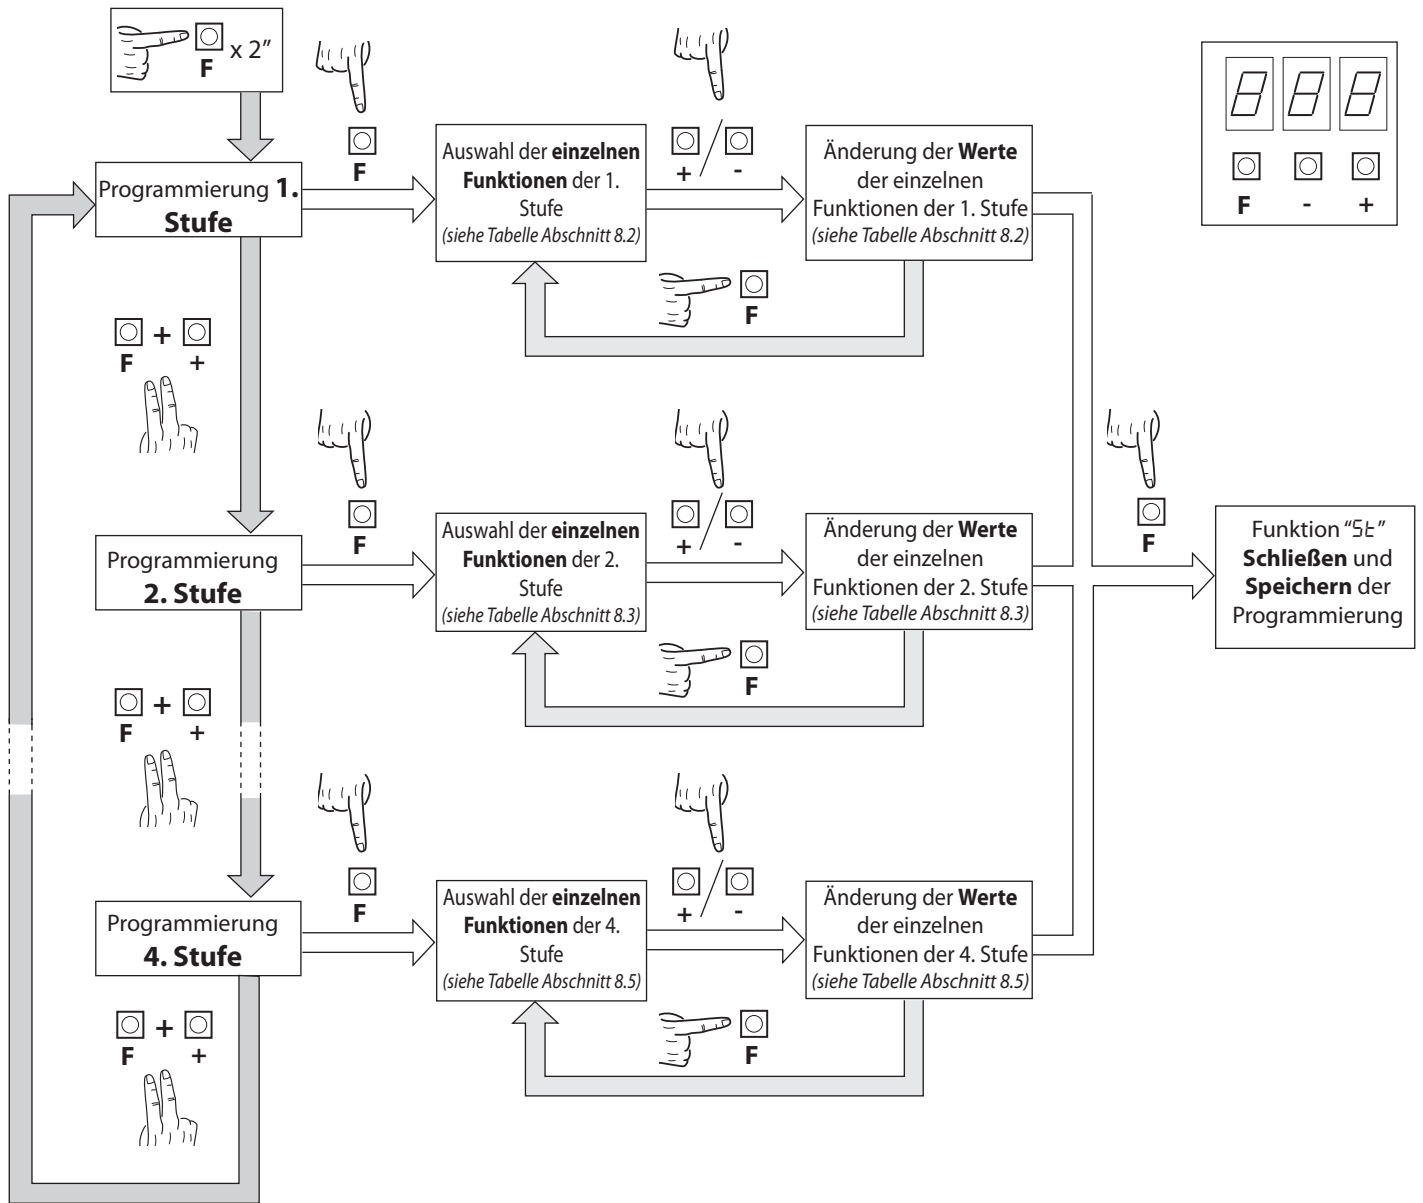 x 2”
F
F
+ / -
F - +
Programmierung 1.
Stufe
Auswahl der einzelnen
Funktionen der 1.
Stufe
(siehe Tabelle Abschnitt 8.2)
Änderung der Werte
der einzelnen
Funktionen der 1. Stufe
(siehe Tabelle Abschnitt 8.2)
F
F + +
F
+ / -
F
Programmierung
2. Stufe
Auswahl der einzelnen
Funktionen der 2.
Stufe
(siehe Tabelle Abschnitt 8.3)
Änderung der Werte
der einzelnen
Funktionen der 2. Stufe
(siehe Tabelle Abschnitt 8.3)
Funktion “St”
Schließen und
Speichern der
Programmierung
F
F + +
F
+ / -
Programmierung
4. Stufe
Auswahl der einzelnen
Funktionen der 4.
Stufe
(siehe Tabelle Abschnitt 8.5)
Änderung der Werte
der einzelnen
Funktionen der 4. Stufe
(siehe Tabelle Abschnitt 8.5)
F
F + +